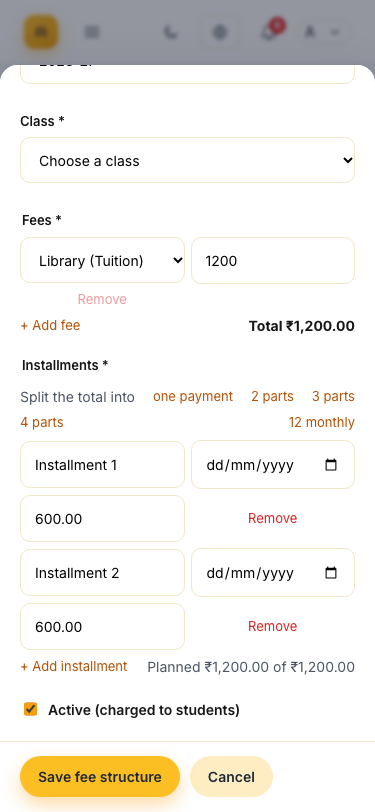 Class *
Choose a class
Fees *
Library (Tuition) 1200
Remove
+ Add fee Total ₹1,200.00
Installments *
Split the total into one payment 2 parts 3 parts
4 parts 12 monthly
Installment 1 dd/mm/yyyy
600.00 Remove
Installment 2 dd/mm/yyyy
600.00 Remove
+ Add installment Planned ₹1,200.00 of ₹1,200.00
Active (charged to students)
Save fee structure Cancel